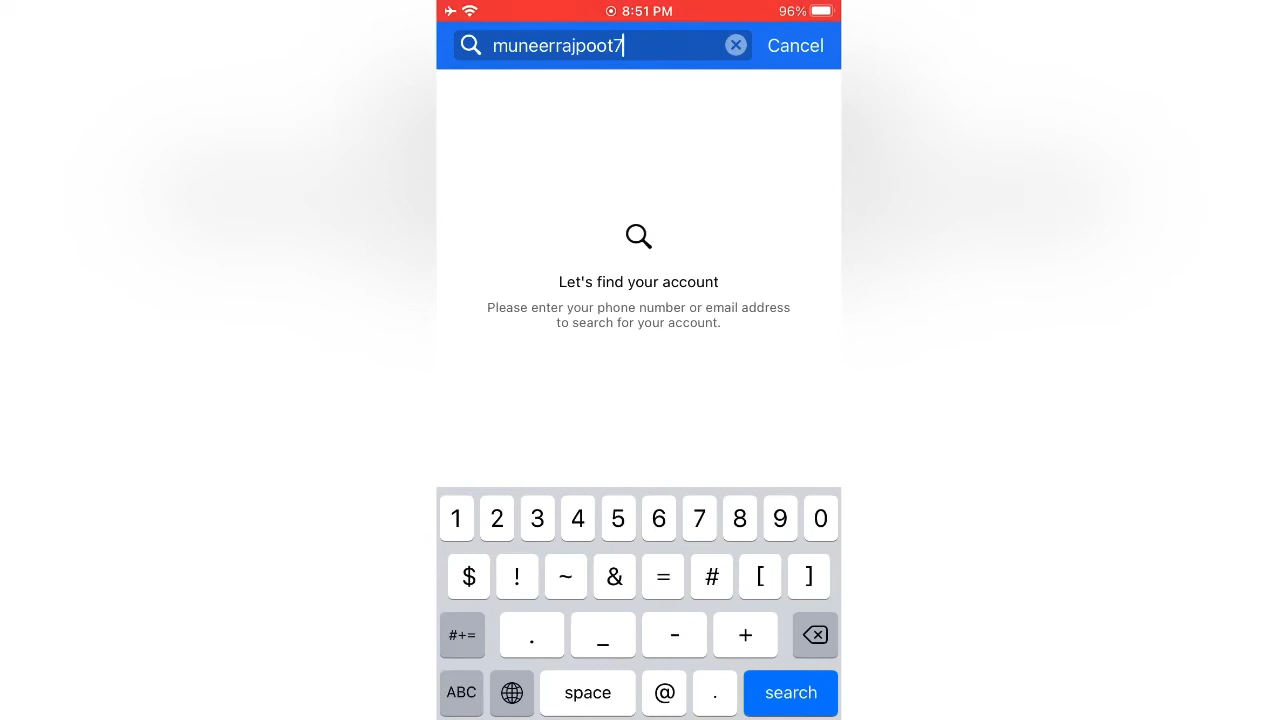 8:51 PM 96%
muneerrajpoot7 Cancel
Let's find your account
Please enter your phone number or email address
to search for your account.
1 2 3 4 5 6 7 8 9 0
$ ! ~ & = # [ ]
#+= . _ - +
ABC space @ . search